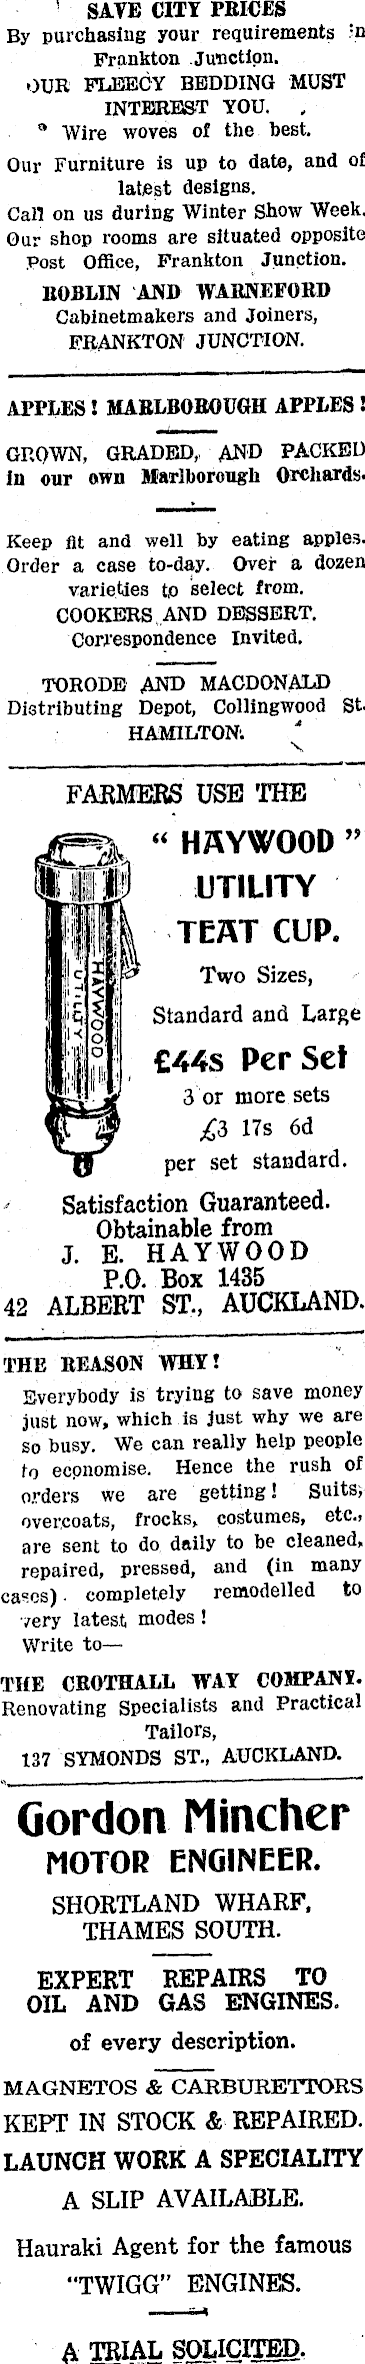 SAVE CITY PRICES
By purchasing your requirements in
Frankton Junction.
OUR FLEECY BEDDING MUST
INTEREST YOU.
Wire woves of the best.
Our Furniture is up to date, and of
latest designs.
Call on us during Winter Show Week.
Our shop rooms are situated opposite
Post Office, Frankton Junction.
ROBLIN AND WARNEFORD
Cabinetmakers and Joiners,
FRANKTON JUNCTION.
APPLES! MARLBOROUGH APPLES!
GROWN, GRADED, AND PACKED
in our own Marlborough Orchards.
Keep fit and well by eating apples.
Order a case to-day. Over a dozen
varieties to select from.
COOKERS AND DESSERT.
Correspondence Invited.
TORODE AND MACDONALD
Distributing Depot, Collingwood St.
HAMILTON.
FARMERS USE THE
"HAYWOOD"
UTILITY
TEAT CUP.
HAYWOOD
UTILITY
Two Sizes,
Standard and Large
£44s Per Set
3 or more sets
£3 17s 6d
per set standard.
Satisfaction Guaranteed.
Obtainable from
J. E. HAYWOOD
P.O. Box 1435
42 ALBERT ST., AUCKLAND.
THE REASON WHY!
Everybody is trying to save money
just now, which is just why we are
so busy. We can really help people
to economise. Hence the rush of
orders we are getting! Suits,
overcoats, frocks, costumes, etc.,
are sent to do daily to be cleaned,
repaired, pressed, and (in many
cases) completely remodelled to
very latest modes!
Write to—
THE CROTHALL WAY COMPANY.
Renovating Specialists and Practical
Tailors,
137 SYMONDS ST., AUCKLAND.
Gordon Mincher
MOTOR ENGINEER.
SHORTLAND WHARF,
THAMES SOUTH.
EXPERT REPAIRS TO
OIL AND GAS ENGINES.
of every description.
MAGNETOS & CARBURETTORS
KEPT IN STOCK & REPAIRED.
LAUNCH WORK A SPECIALITY
A SLIP AVAILABLE.
Hauraki Agent for the famous
"TWIGG" ENGINES.
A TRIAL SOLICITED.